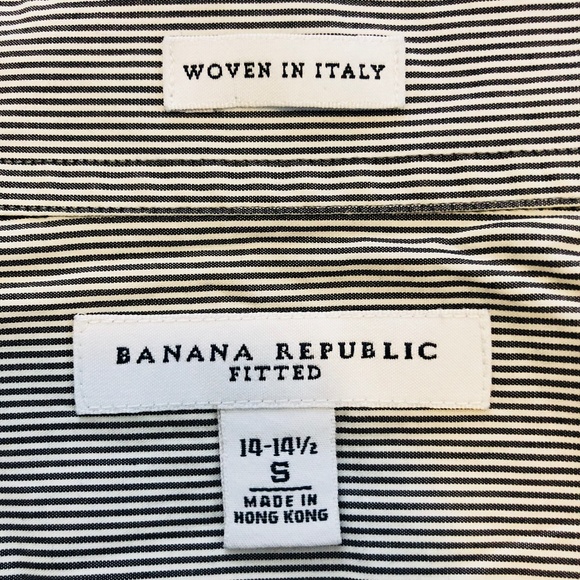 WOVEN IN ITALY
BANANA REPUBLIC
FITTED
14-14½
S
MADE IN
HONG KONG